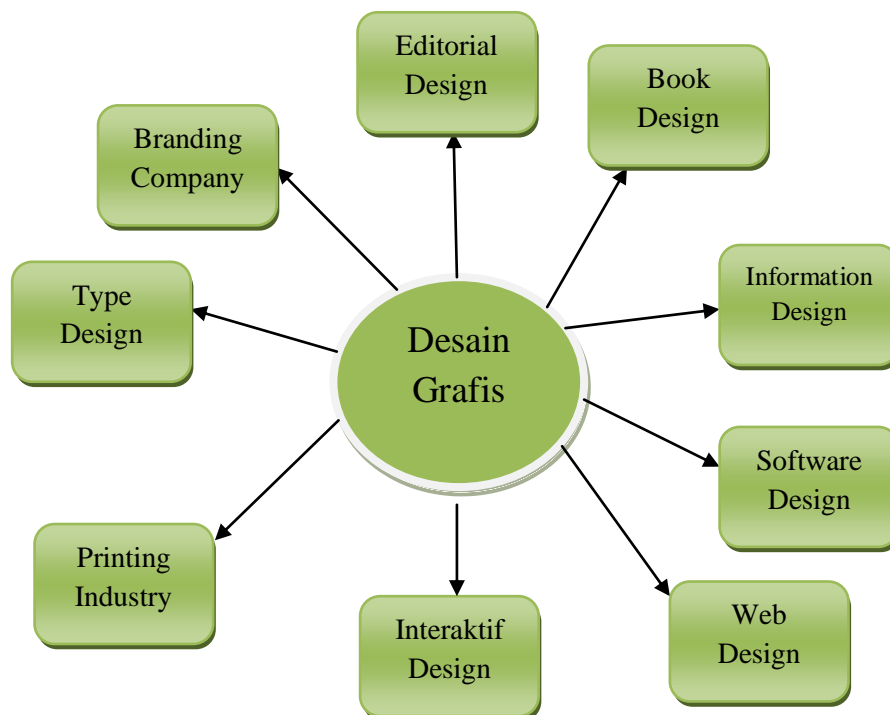 Editorial
Design
Book
Design
Branding
Company
Information
Design
Type
Design
Desain
Grafis
Software
Design
Printing
Industry
Interaktif
Design
Web
Design